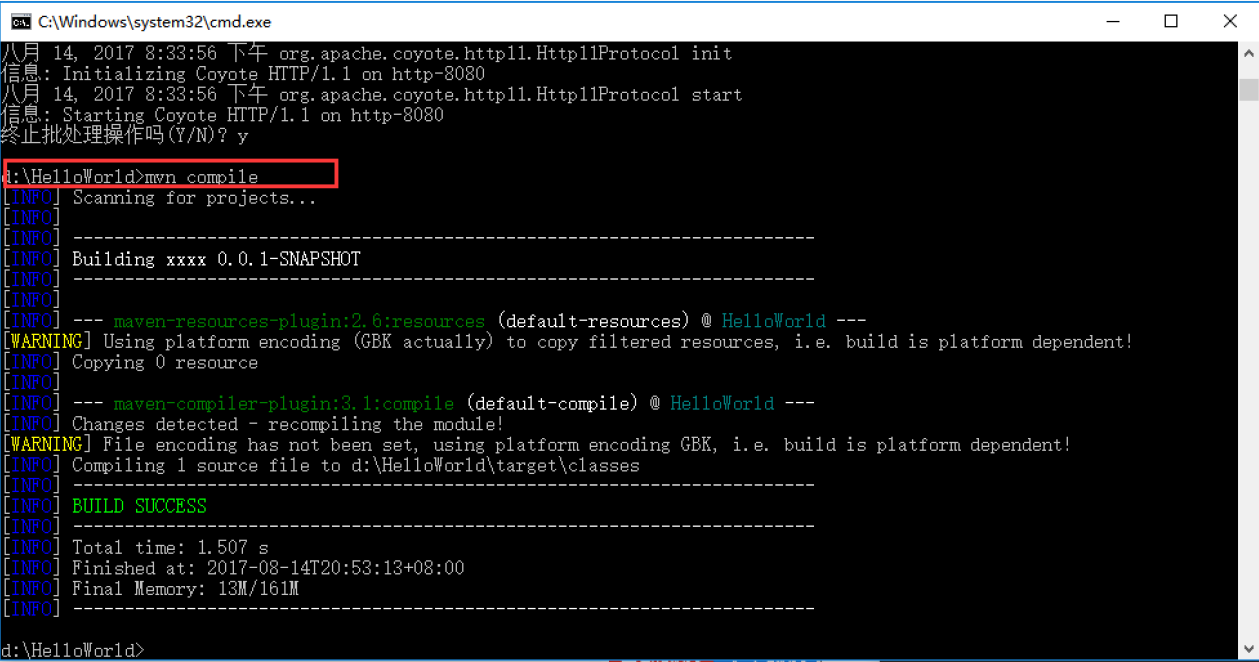 C:\Windows\system32\cmd.exe
八月 14, 2017 8:33:56 下午 org.apache.coyote.http11.Http11Protocol init
信息: Initializing Coyote HTTP/1.1 on http-8080
八月 14, 2017 8:33:56 下午 org.apache.coyote.http11.Http11Protocol start
信息: Starting Coyote HTTP/1.1 on http-8080
终止批处理操作吗(Y/N)? y
d:\HelloWorld>mvn compile
[INFO] Scanning for projects...
[INFO]
[INFO] ------------------------------------------------------------------------
[INFO] Building xxxx 0.0.1-SNAPSHOT
[INFO] ------------------------------------------------------------------------
[INFO]
[INFO] --- maven-resources-plugin:2.6:resources (default-resources) @ HelloWorld ---
[WARNING] Using platform encoding (GBK actually) to copy filtered resources, i.e. build is platform dependent!
[INFO] Copying 0 resource
[INFO]
[INFO] --- maven-compiler-plugin:3.1:compile (default-compile) @ HelloWorld ---
[INFO] Changes detected - recompiling the module!
[WARNING] File encoding has not been set, using platform encoding GBK, i.e. build is platform dependent!
[INFO] Compiling 1 source file to d:\HelloWorld\target\classes
[INFO] ------------------------------------------------------------------------
[INFO] BUILD SUCCESS
[INFO] ------------------------------------------------------------------------
[INFO] Total time: 1.507 s
[INFO] Finished at: 2017-08-14T20:53:13+08:00
[INFO] Final Memory: 13M/161M
[INFO] ------------------------------------------------------------------------
d:\HelloWorld>